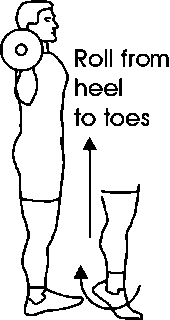 Roll from
heel
to toes